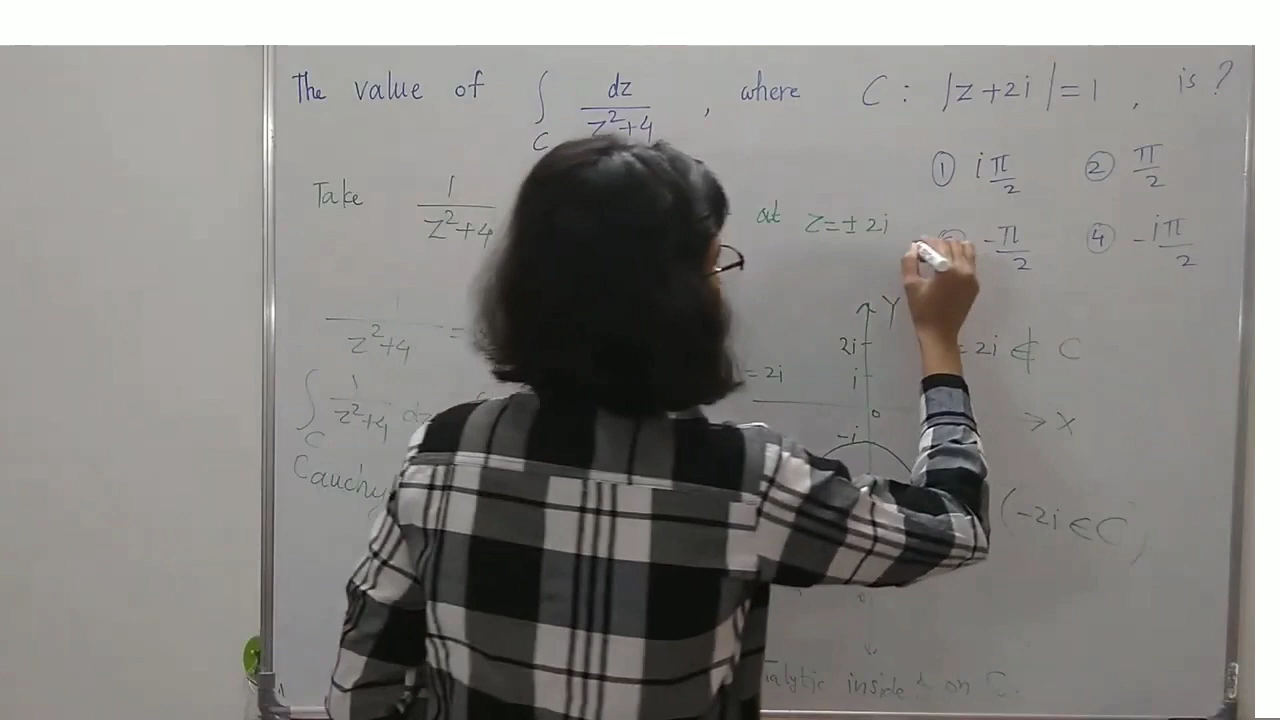 The value of ∫ dz / z²+4 , where C : |z+2i|=1 , is ?
C
① iπ/2 ② π/2
Take 1 / z²+4 at z=±2i
-π/2 ④ -iπ/2
1 / z²+4 =
Y
2i
= 2i ∉ C
= 2i
i
∫ 1 / z²+4 dz
C
0
X
-i
Cauchy
(-2i ∈ C)
inside & on C.